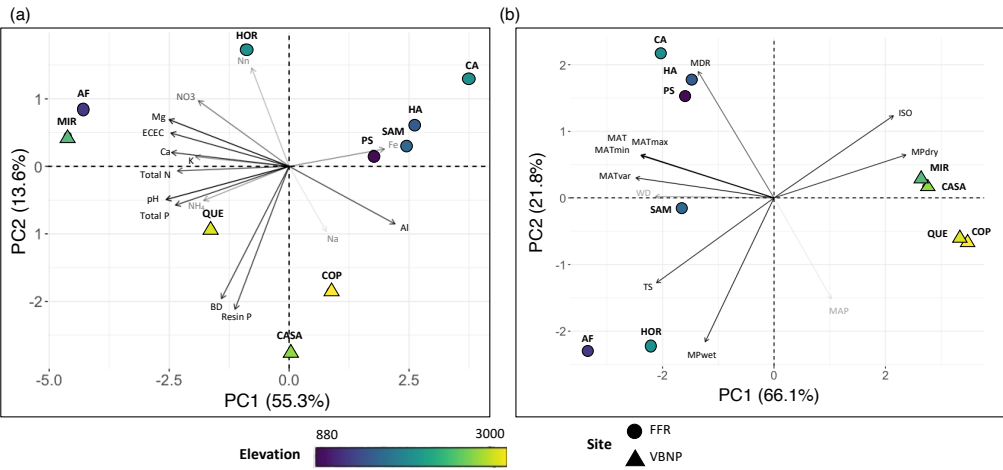 (a)
(b)
HOR
Nn
CA
NO3
AF
MIR
Mg
ECEC
Ca
K
Total N
HA
SAM
PS
Fe
pH
NH₄
Total P
QUE
Al
Na
COP
BD
Resin P
CASA
1
0
-1
-2
PC2 (13.6%)
-5.0 -2.5 0.0 2.5
PC1 (55.3%)
CA
MDR
HA
PS
ISO
MAT
MATmax
MATmin
MPdry
MATvar
MIR
CASA
WD
SAM
QUE
COP
TS
MAP
AF
HOR
MPwet
2
1
0
-1
-2
PC2 (21.8%)
-2 0 2
PC1 (66.1%)
880 3000
Elevation
Site
FFR
VBNP